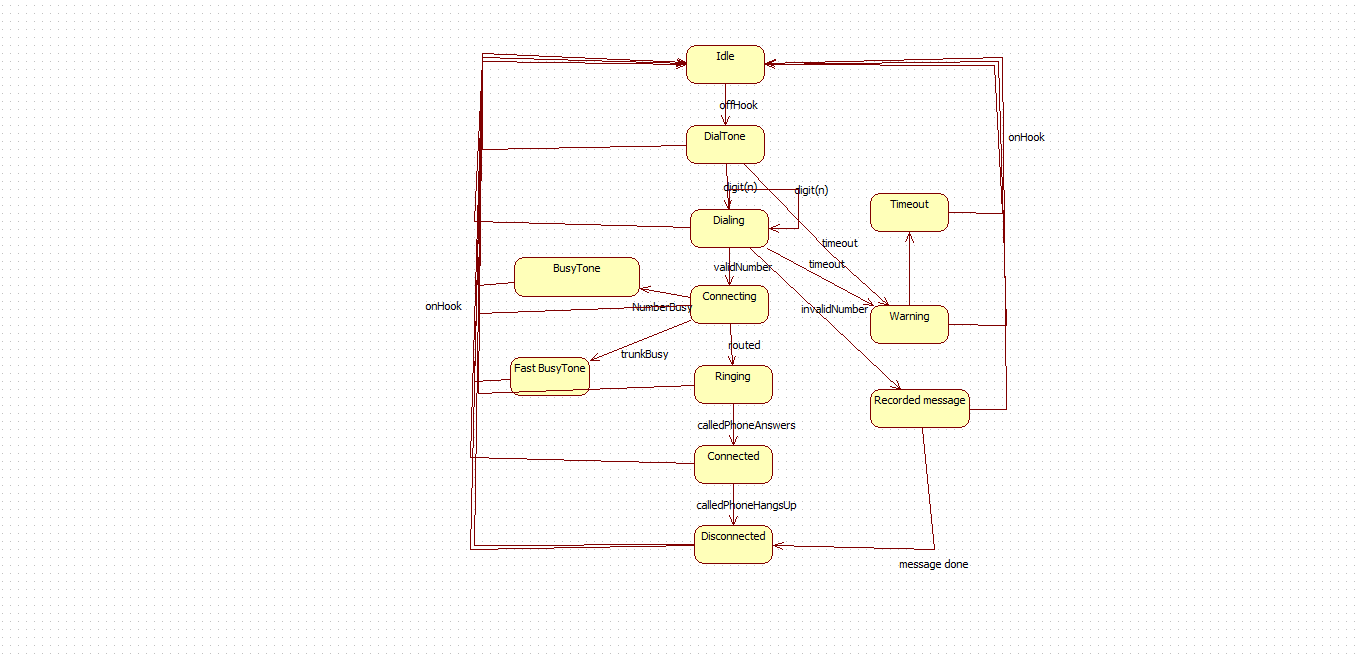 Idle
offHook
DialTone
onHook
digit(n)
digit(n)
Timeout
Dialing
timeout
timeout
validNumber
BusyTone
Connecting
NumberBusy
onHook
invalidNumber
Warning
routed
trunkBusy
Fast BusyTone
Ringing
Recorded message
calledPhoneAnswers
Connected
calledPhoneHangsUp
Disconnected
message done